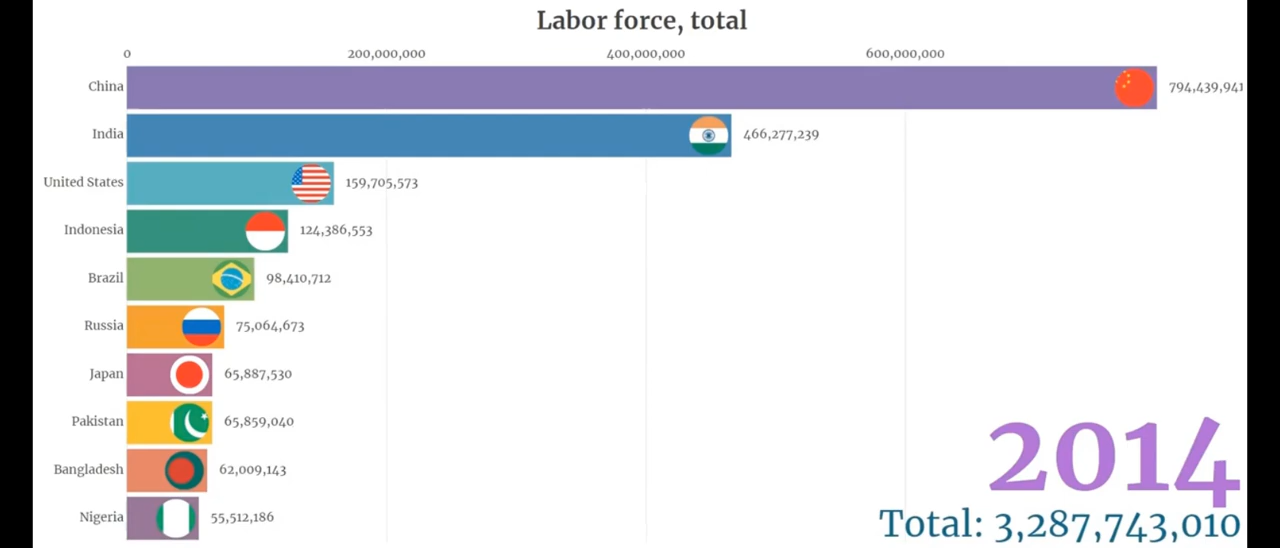 Labor force, total
0 200,000,000 400,000,000 600,000,000
China 794,439,941
India 466,277,239
United States 159,705,573
Indonesia 124,386,553
Brazil 98,410,712
Russia 75,064,673
Japan 65,887,530
Pakistan 65,859,040
Bangladesh 62,009,143
Nigeria 55,512,186
2014
Total: 3,287,743,010